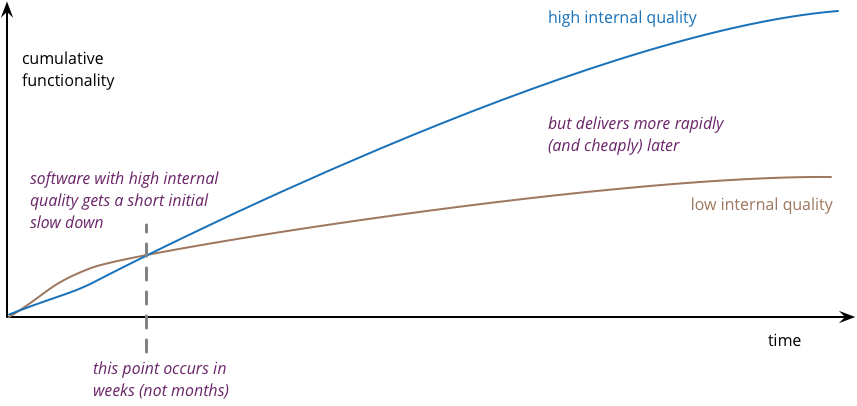 high internal quality
cumulative
functionality
but delivers more rapidly
(and cheaply) later
software with high internal
quality gets a short initial
slow down
low internal quality
time
this point occurs in
weeks (not months)